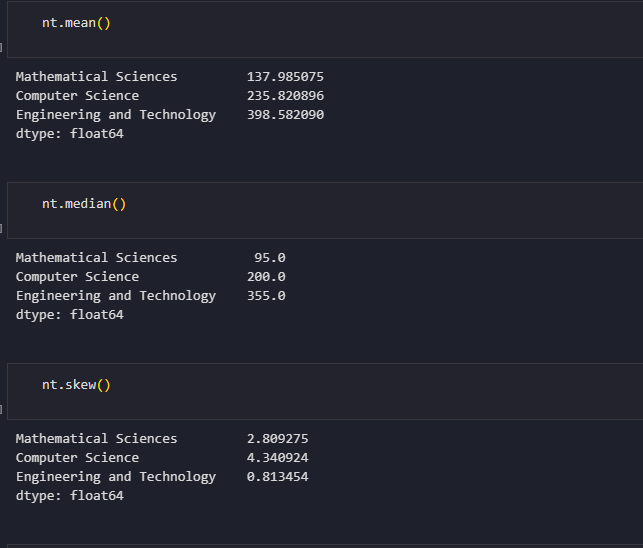 nt.mean()
Mathematical Sciences 137.985075
Computer Science 235.820896
Engineering and Technology 398.582090
dtype: float64
nt.median()
Mathematical Sciences 95.0
Computer Science 200.0
Engineering and Technology 355.0
dtype: float64
nt.skew()
Mathematical Sciences 2.809275
Computer Science 4.340924
Engineering and Technology 0.813454
dtype: float64